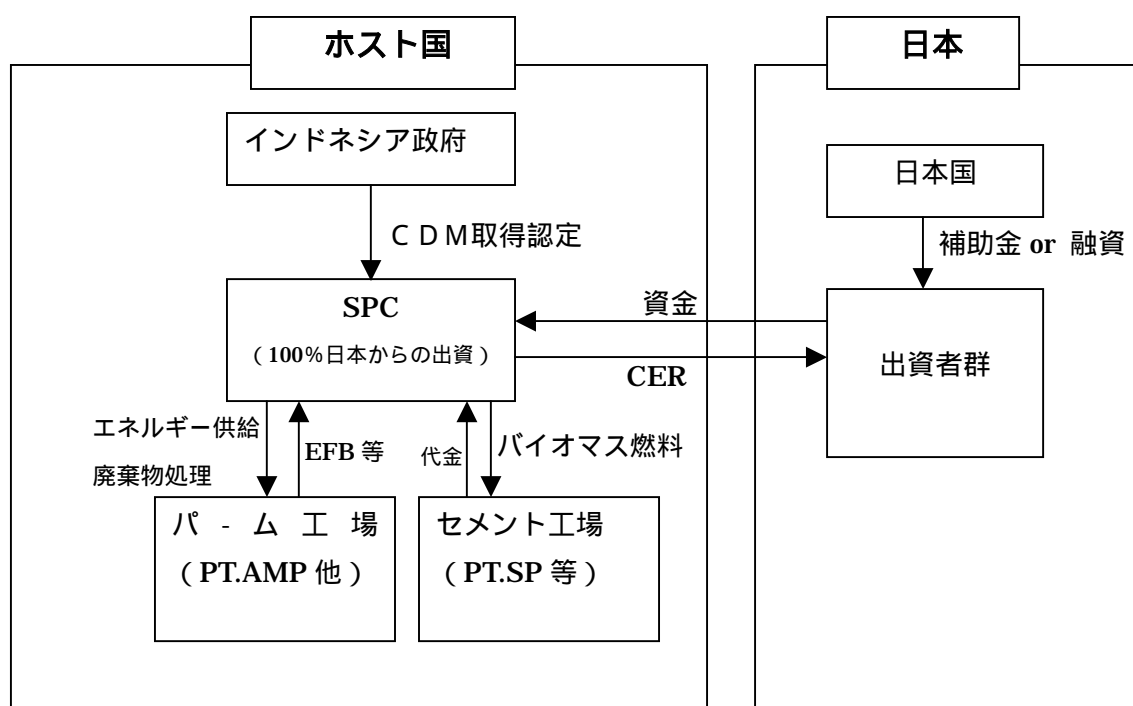 ホスト国
日本
インドネシア政府
日本国
ＣＤＭ取得認定
補助金 or 融資
SPC
（100％日本からの出資）
資金
CER
出資者群
エネルギー供給
廃棄物処理
EFB 等
代金
バイオマス燃料
パ - ム 工 場
（PT.AMP 他）
セメント工場
（PT.SP 等）